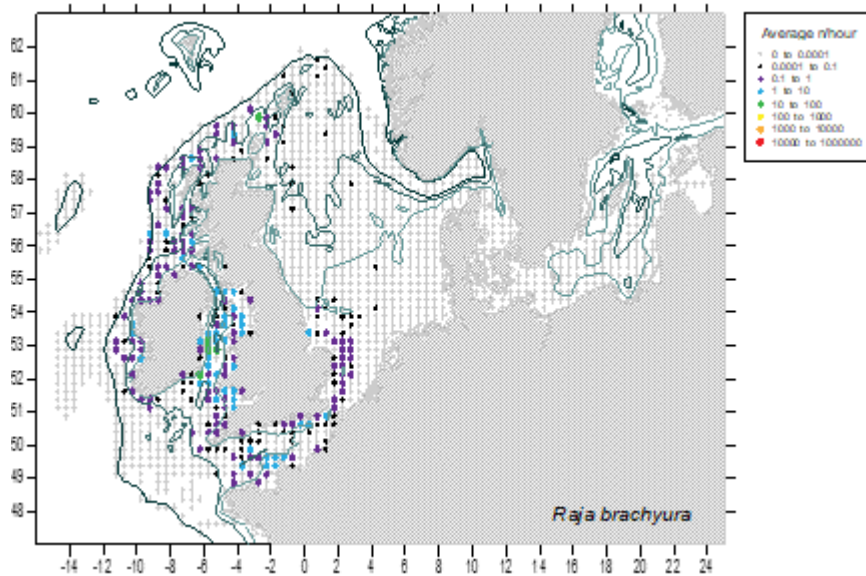 Average n/hour
0 to 0.0001
0.0001 to 0.1
0.1 to 1
1 to 10
10 to 100
100 to 1000
1000 to 10000
10000 to 1000000
62
61
60
59
58
57
56
55
54
53
52
51
50
49
48
Raja brachyura
-14 -12 -10 -8 -6 -4 -2 0 2 4 6 8 10 12 14 16 18 20 22 24